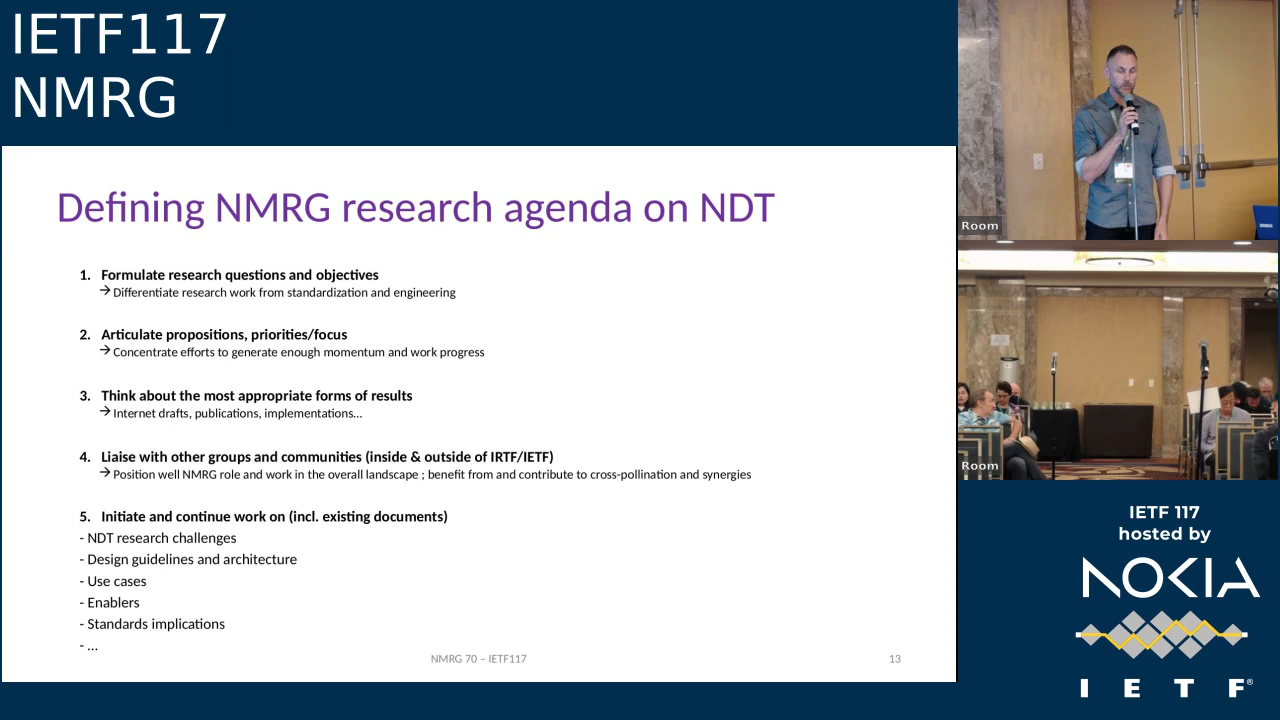 IETF117
NMRG
Defining NMRG research agenda on NDT
1. Formulate research questions and objectives
→ Differentiate research work from standardization and engineering
2. Articulate propositions, priorities/focus
→ Concentrate efforts to generate enough momentum and work progress
3. Think about the most appropriate forms of results
→ Internet drafts, publications, implementations...
4. Liaise with other groups and communities (inside & outside of IRTF/IETF)
→ Position well NMRG role and work in the overall landscape ; benefit from and contribute to cross-pollination and synergies
5. Initiate and continue work on (incl. existing documents)
- NDT research challenges
- Design guidelines and architecture
- Use cases
- Enablers
- Standards implications
- ...
NMRG 70 – IETF117
13
Room
Room
IETF 117
hosted by
NOKIA
I E T F®